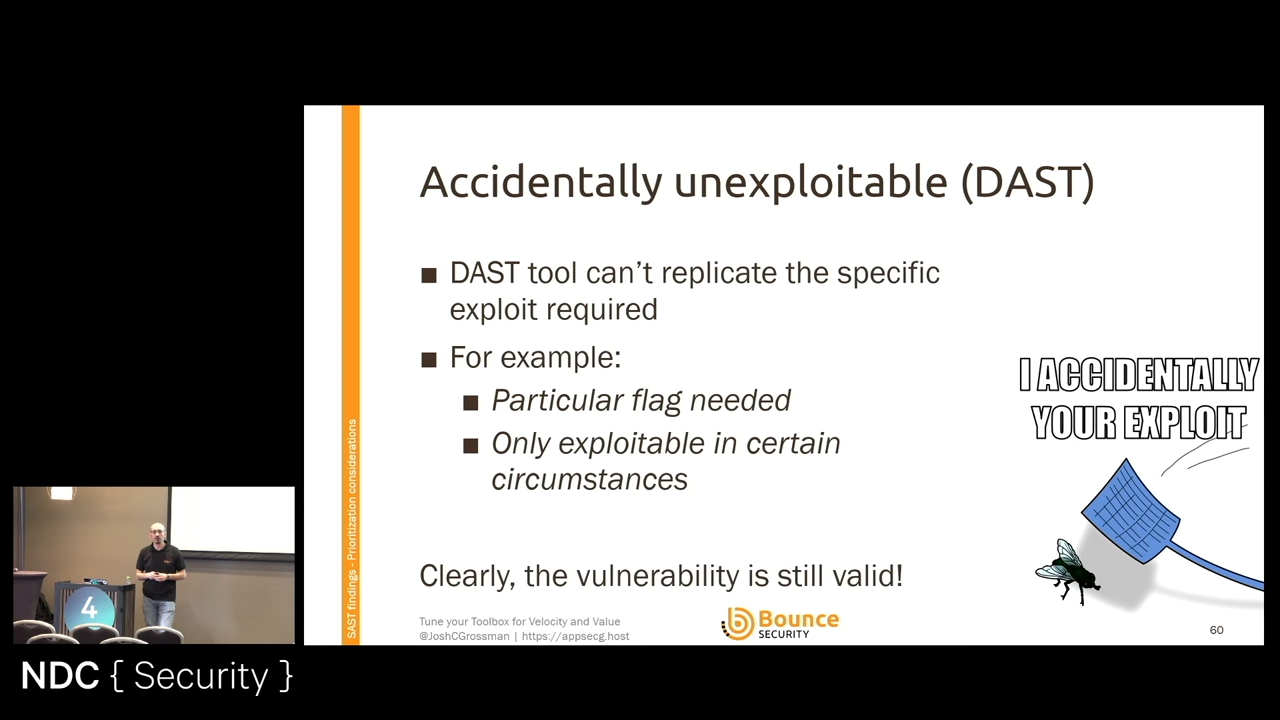 Accidentally unexploitable (DAST)
■ DAST tool can't replicate the specific
exploit required
■ For example:
■ Particular flag needed
■ Only exploitable in certain
circumstances
Clearly, the vulnerability is still valid!
I ACCIDENTALLY
YOUR EXPLOIT
SAST findings - Prioritization considerations
Tune your Toolbox for Velocity and Value
@JoshCGrossman | https://appsecg.host
Bounce
SECURITY
60
4
NDC { Security }